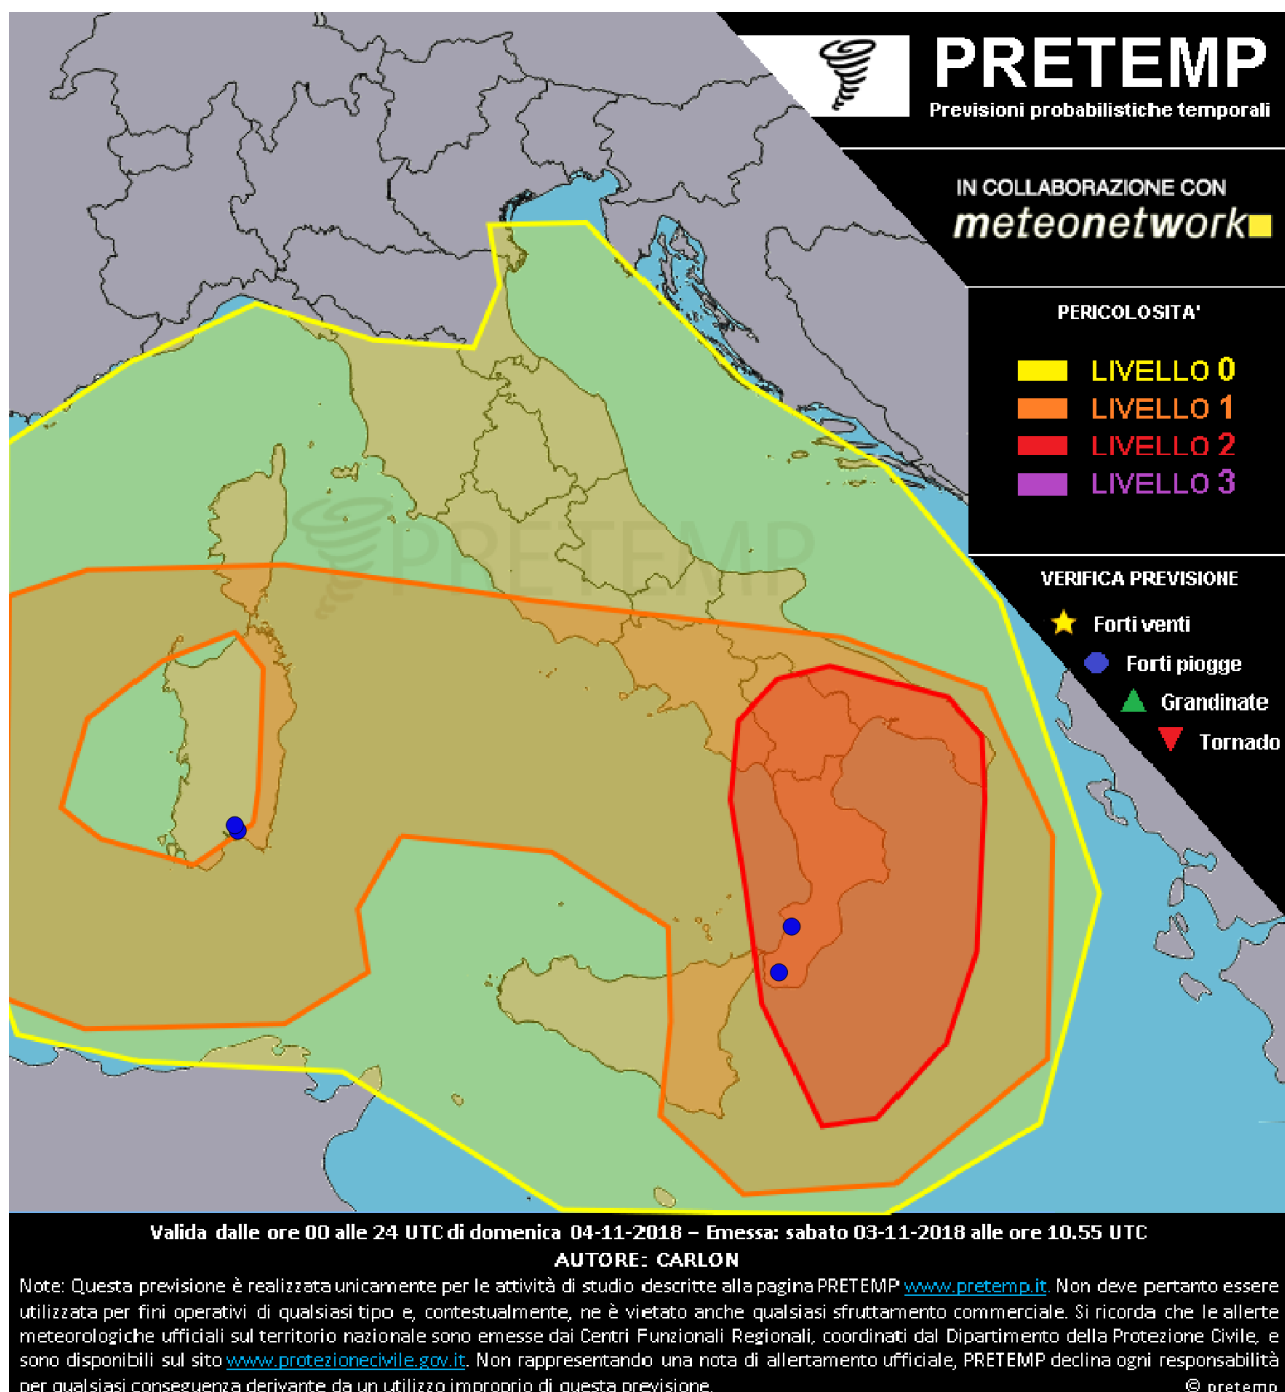 PRETEMP
Previsioni probabilistiche temporali
IN COLLABORAZIONE CON
meteonetwork
PERICOLOSITA'
LIVELLO 0
LIVELLO 1
LIVELLO 2
LIVELLO 3
VERIFICA PREVISIONE
Forti venti
Forti piogge
Grandinate
Tornado
PRETEMP
Valida dalle ore 00 alle 24 UTC di domenica 04-11-2018 – Emessa: sabato 03-11-2018 alle ore 10.55 UTC
AUTORE: CARLON
Note: Questa previsione è realizzata unicamente per le attività di studio descritte alla pagina PRETEMP www.pretemp.it. Non deve pertanto essere
utilizzata per fini operativi di qualsiasi tipo e, contestualmente, ne è vietato anche qualsiasi sfruttamento commerciale. Si ricorda che le allerte
meteorologiche ufficiali sul territorio nazionale sono emesse dai Centri Funzionali Regionali, coordinati dal Dipartimento della Protezione Civile, e
sono disponibili sul sito www.protezionecivile.gov.it. Non rappresentando una nota di allertamento ufficiale, PRETEMP declina ogni responsabilità
per qualsiasi conseguenza derivante da un utilizzo improprio di questa previsione. © pretemp